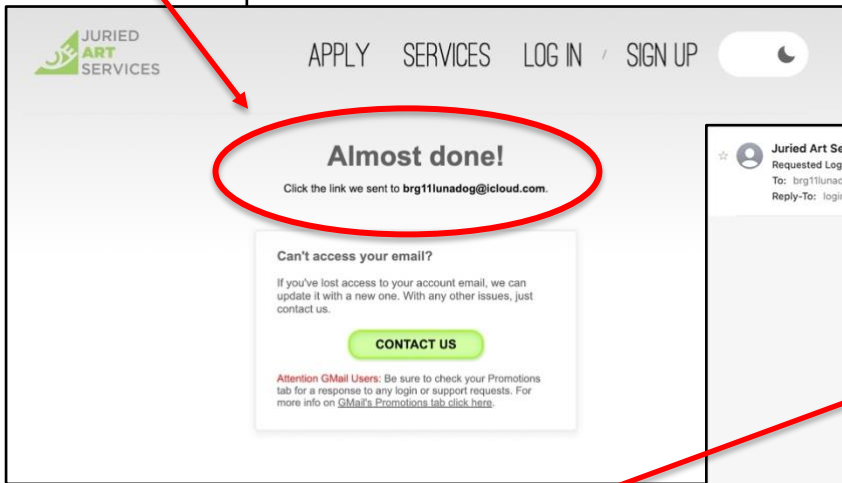 JURIED
ART
SERVICES
APPLY SERVICES LOG IN / SIGN UP
Almost done!
Click the link we sent to brg11lunadog@icloud.com.
Can't access your email?
If you've lost access to your account email, we can
update it with a new one. With any other issues, just
contact us.
CONTACT US
Attention GMail Users: Be sure to check your Promotions
tab for a response to any login or support requests. For
more info on GMail's Promotions tab click here.
Juried Art Se
Requested Log
To: brg11lunad
Reply-To: login